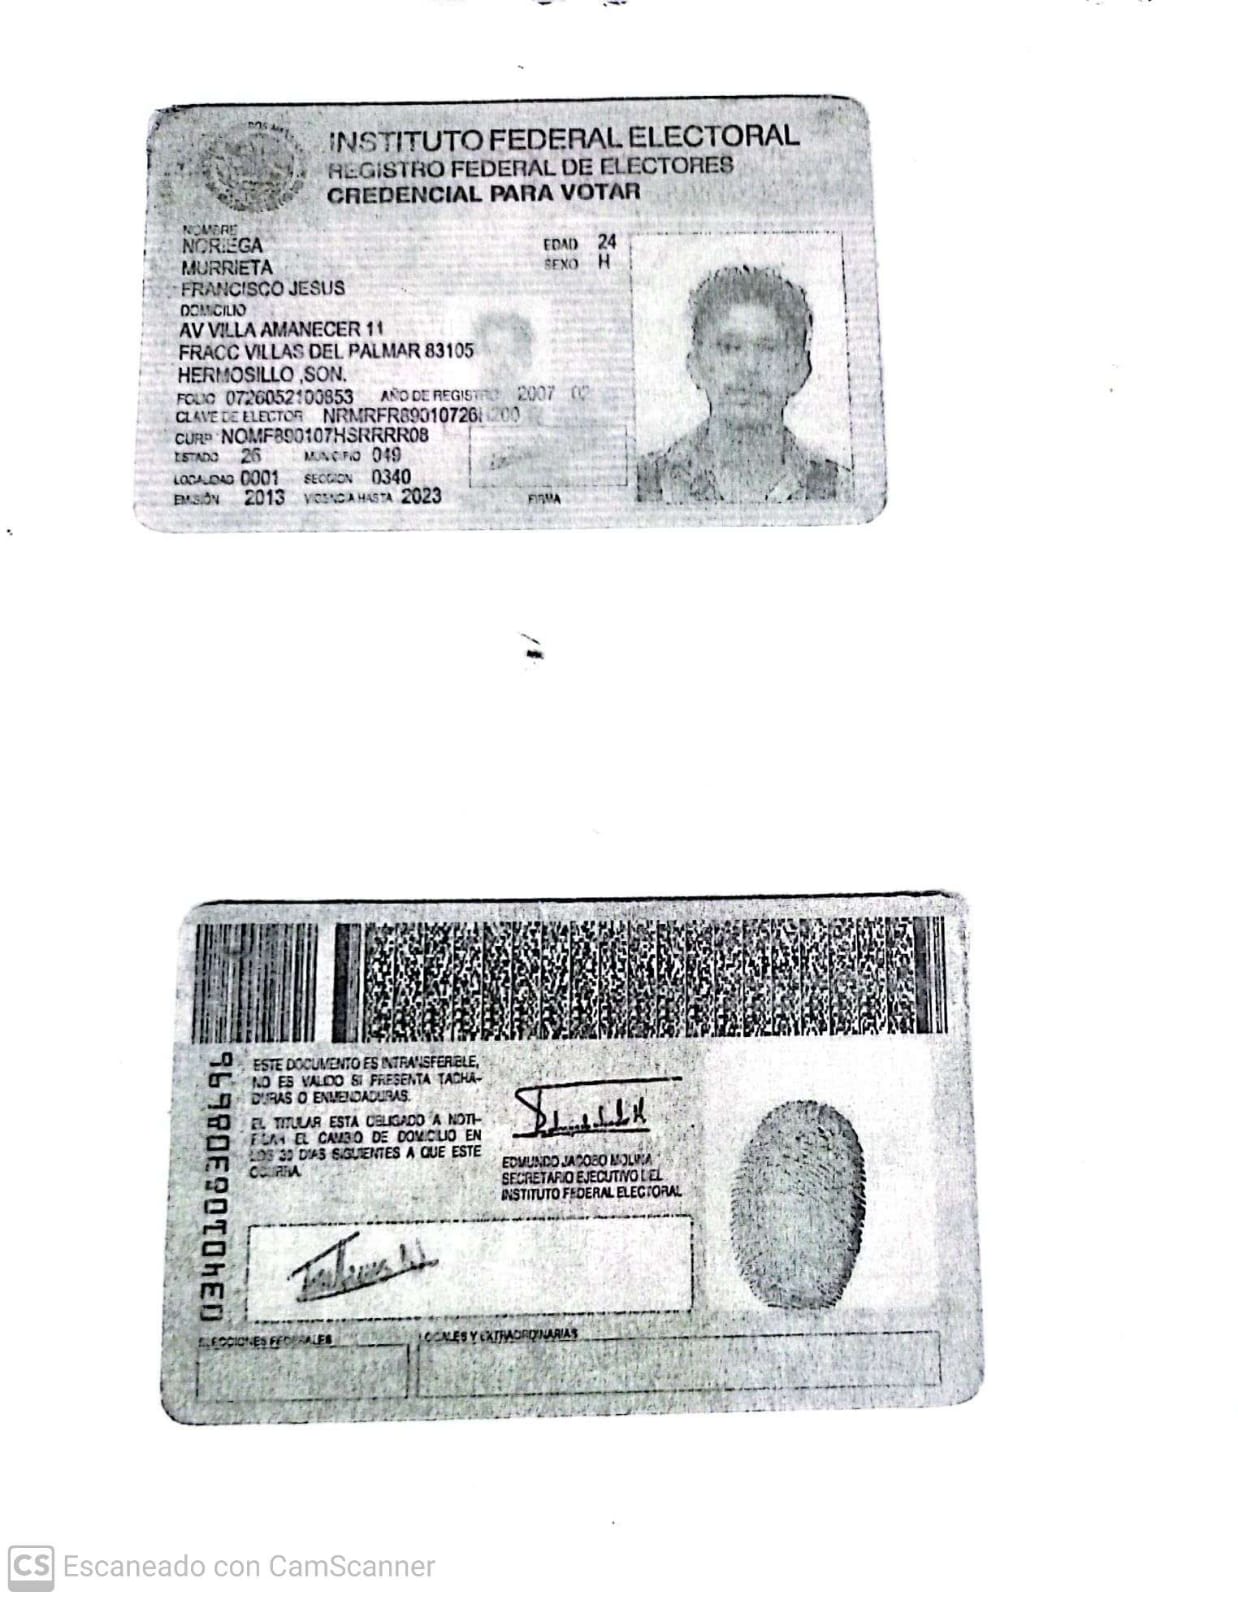 INSTITUTO FEDERAL ELECTORAL
REGISTRO FEDERAL DE ELECTORES
CREDENCIAL PARA VOTAR
NOMBRE
NORIEGA
MURRIETA
FRANCISCO JESUS
EDAD 24
SEXO H
DOMICILIO
AV VILLA AMANECER 11
FRACC VILLAS DEL PALMAR 83105
HERMOSILLO ,SON.
FOLIO 0726052100853 AÑO DE REGISTRO 2007 02
CLAVE DE ELECTOR NRMRFR89010726H200
CURP NOMF890107HSRRRR08
ESTADO 26 MUNICIPIO 049
LOCALIDAD 0001 SECCION 0340
EMISIÓN 2013 VIGENCIA HASTA 2023
FIRMA
ESTE DOCUMENTO ES INTRANSFERIBLE,
NO ES VALIDO SI PRESENTA TACHA-
DURAS O ENMENDADURAS.
EL TITULAR ESTA OBLIGADO A NOTI-
FICAR EL CAMBIO DE DOMICILIO EN
LOS 30 DIAS SIGUIENTES A QUE ESTE
OCURRA.
EDMUNDO JACOBO MOLINA
SECRETARIO EJECUTIVO DEL
INSTITUTO FEDERAL ELECTORAL
ELECCIONES FEDERALES
LOCALES Y EXTRAORDINARIAS
CS Escaneado con CamScanner